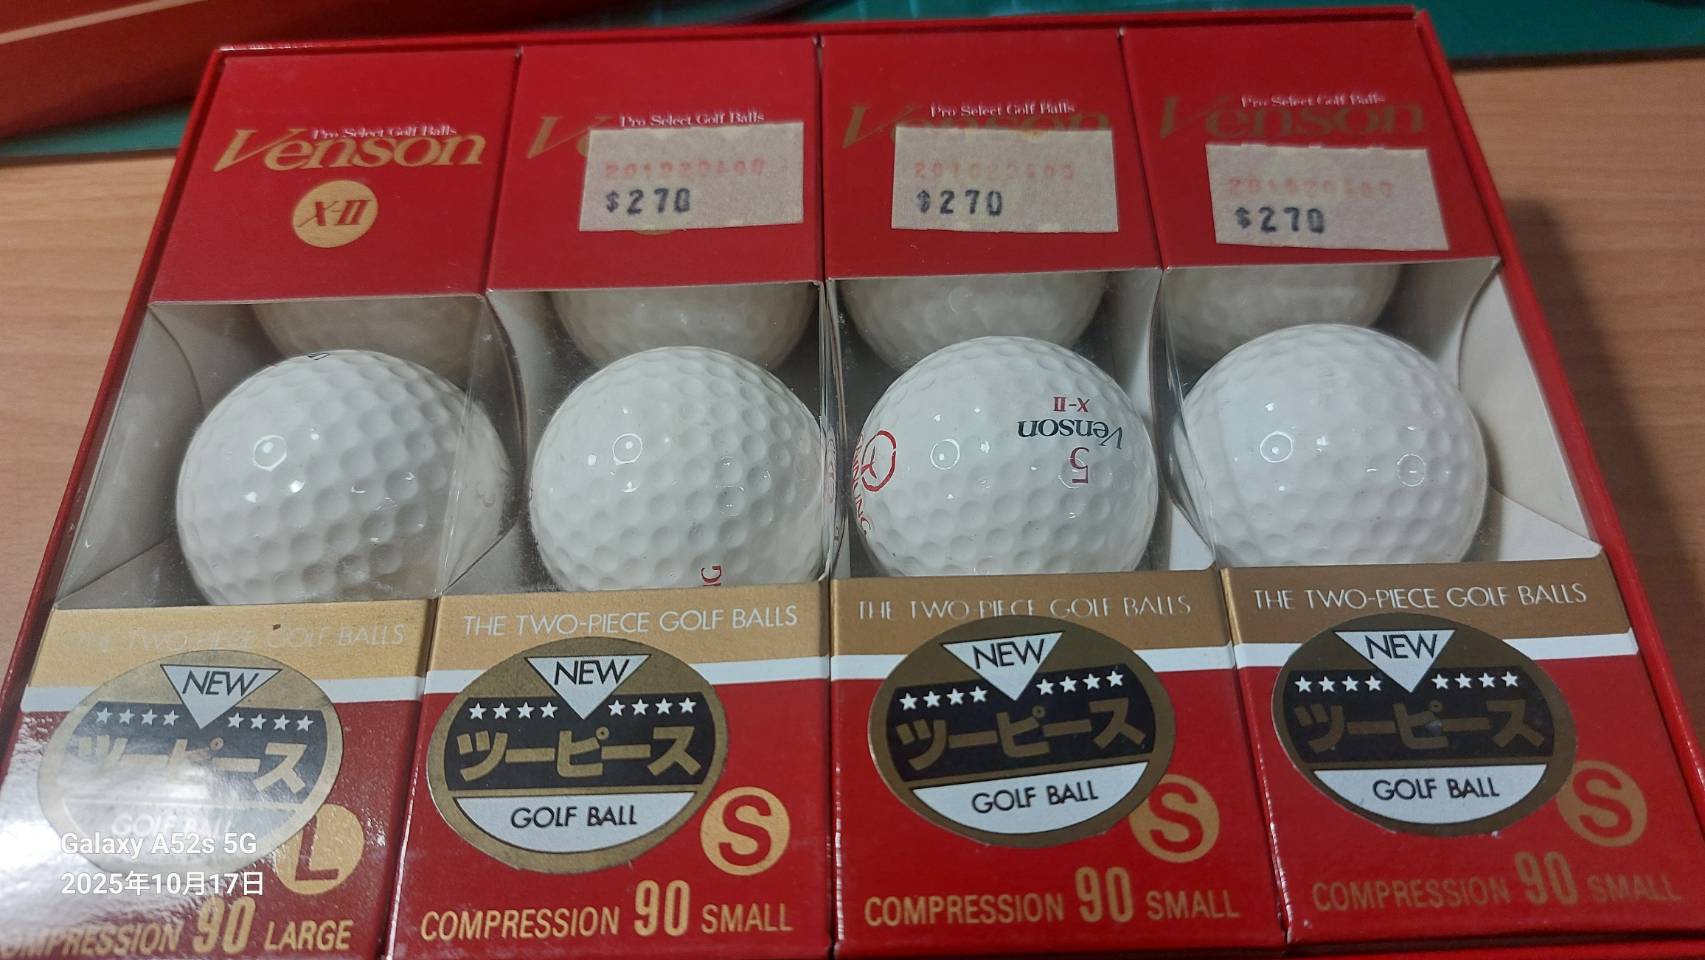 Pro Select Golf Balls
Venson
X-II
Pro Select Golf Balls
$270
Pro Select Golf Balls
Venson
$270
Pro Select Golf Balls
Venson
$270
X-II
Venson
5
THE TWO-PIECE GOLF BALLS
NEW
ツーピース
GOLF BALL
L
COMPRESSION 90 LARGE
THE TWO-PIECE GOLF BALLS
NEW
ツーピース
GOLF BALL
S
COMPRESSION 90 SMALL
THE TWO-PIECE GOLF BALLS
NEW
ツーピース
GOLF BALL
S
COMPRESSION 90 SMALL
THE TWO-PIECE GOLF BALLS
NEW
ツーピース
GOLF BALL
S
COMPRESSION 90 SMALL
Galaxy A52s 5G
2025年10月17日